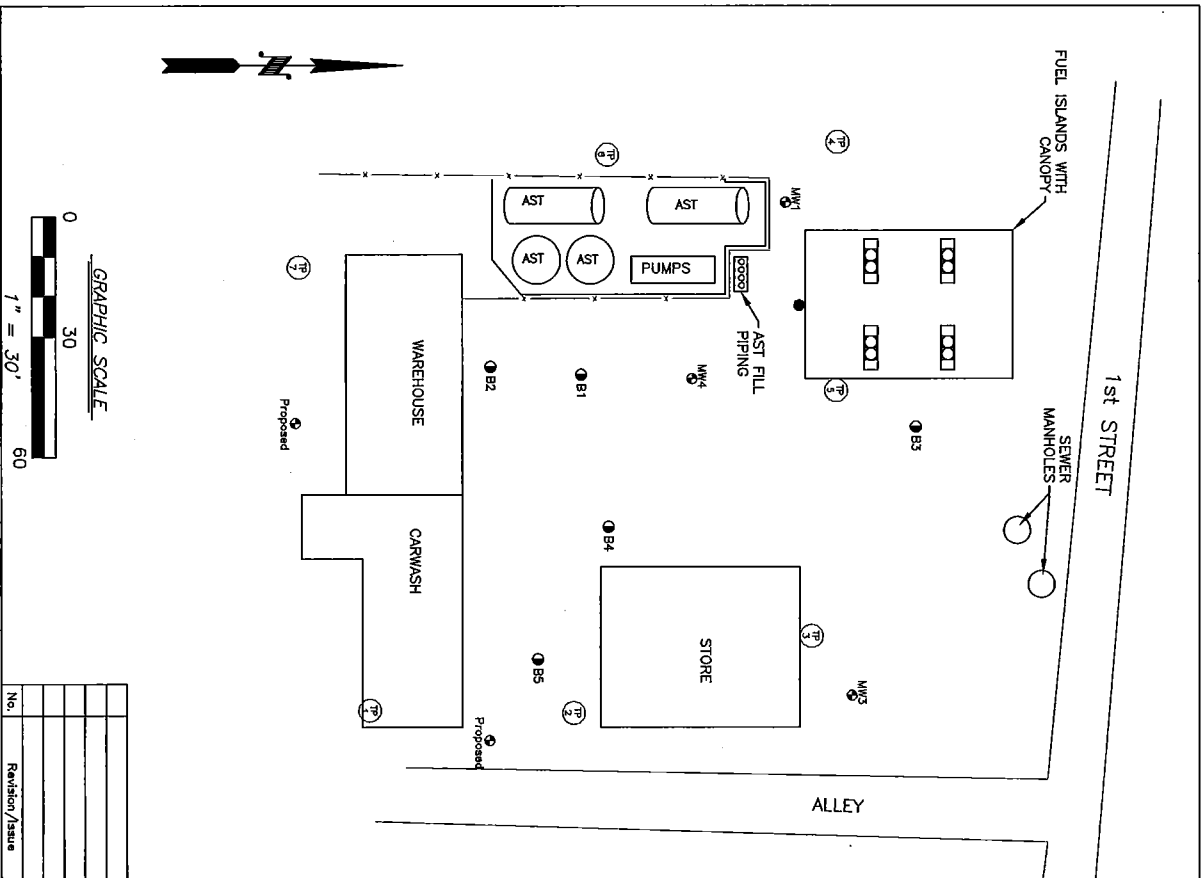 FUEL ISLANDS WITH
CANOPY
1st STREET
SEWER
MANHOLES
TP
4
MW1
TP
5
B3
TP
6
AST
AST
AST
AST
PUMPS
AST FILL
PIPING
MW4
B1
B2
B4
TP
3
MW3
STORE
B5
TP
2
WAREHOUSE
CARWASH
TP
7
Proposed
TP
1
Proposed
ALLEY
N
GRAPHIC SCALE
0
30
60
1" = 30'
No.
Revision/Issue